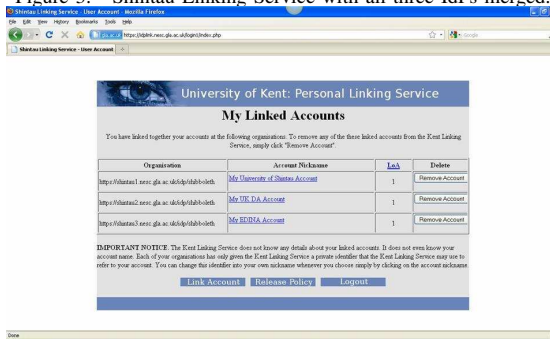 Figure 3. Shintau Linking Service with all three IdPs merged.
Shintau Linking Service - User Account - Mozilla Firefox
File Edit View History Bookmarks Tools Help
gla.ac.uk https://idplink.nesc.gla.ac.uk/login1/index.php
Google
Shintau Linking Service - User Account
University of Kent: Personal Linking Service
My Linked Accounts
You have linked together your accounts at the following organisations. To remove any of the these linked accounts from the Kent Linking
Service, simply click "Remove Account".
Organisation Account Nickname LoA Delete
https://shintau1.nesc.gla.ac.uk/idp/shibboleth My University of Shintau Account 1 Remove Account
https://shintau2.nesc.gla.ac.uk/idp/shibboleth My UK DA Account 1 Remove Account
https://shintau3.nesc.gla.ac.uk/idp/shibboleth My EDINA Account 1 Remove Account
IMPORTANT NOTICE. The Kent Linking Service does not know any details about your linked accounts. It does not even know your
account name. Each of your organisations has only given the Kent Linking Service a private identifier that the Kent Linking Service may use to
refer to your account. You can change this identifier into your own nickname whenever you choose simply by clicking on the account nickname.
Link Account Release Policy Logout
Done